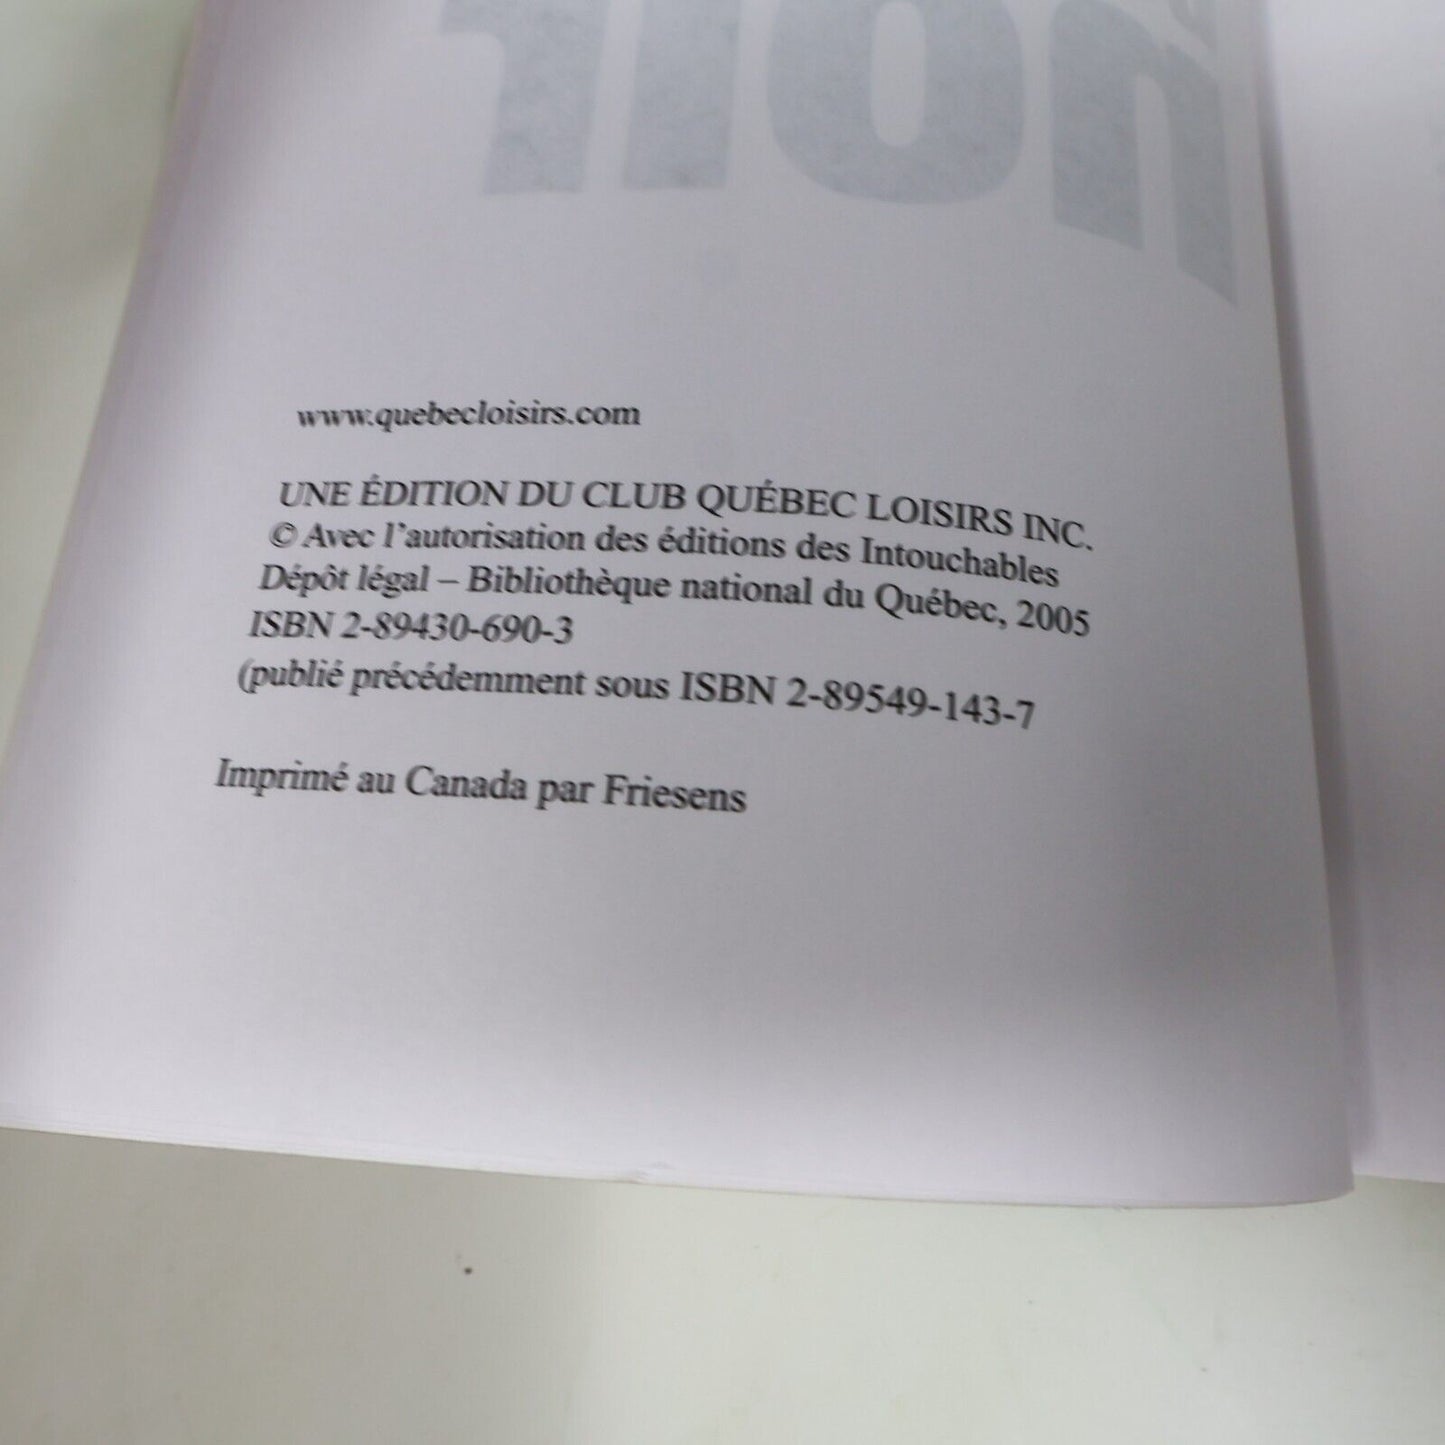 www.quebecloisirs.com
UNE ÉDITION DU CLUB QUÉBEC LOISIRS INC.
© Avec l'autorisation des éditions des Intouchables
Dépôt légal – Bibliothèque national du Québec, 2005
ISBN 2-89430-690-3
(publié précédemment sous ISBN 2-89549-143-7
Imprimé au Canada par Friesens